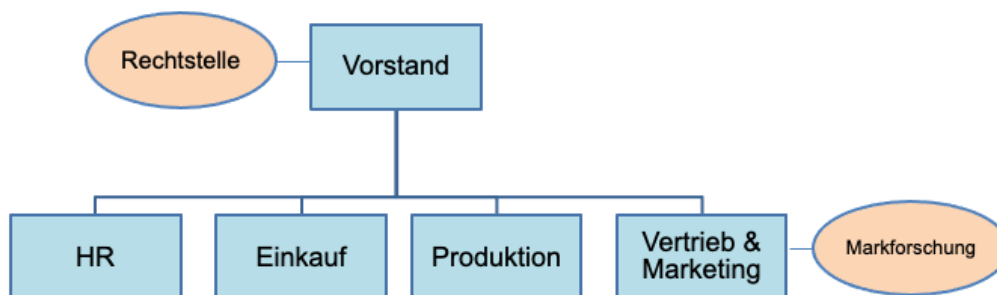 Rechtstelle
Vorstand
HR
Einkauf
Produktion
Vertrieb &
Marketing
Markforschung